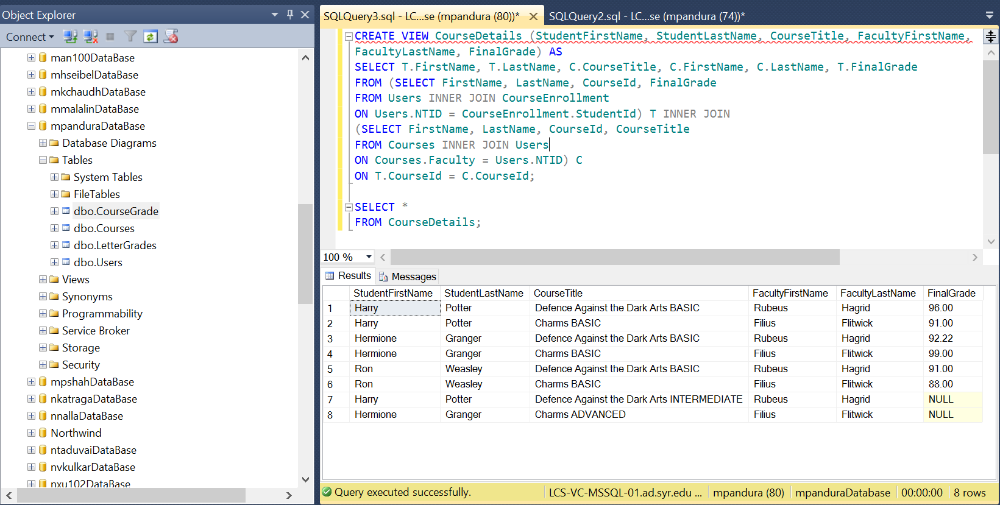 Object Explorer
Connect
man100DataBase
mhseibelDataBase
mkchaudhDataBase
mmalalinDataBase
mpanduraDataBase
Database Diagrams
Tables
System Tables
FileTables
dbo.CourseGrade
dbo.Courses
dbo.LetterGrades
dbo.Users
Views
Synonyms
Programmability
Service Broker
Storage
Security
mpshahDataBase
nkatragaDataBase
nnallaDataBase
Northwind
ntaduvaiDataBase
nvkulkarDataBase
nxu102DataBase
SQLQuery3.sql - LC...se (mpandura (80))* SQLQuery2.sql - LC...se (mpandura (74))*
CREATE VIEW CourseDetails (StudentFirstName, StudentLastName, CourseTitle, FacultyFirstName,
FacultyLastName, FinalGrade) AS
SELECT T.FirstName, T.LastName, C.CourseTitle, C.FirstName, C.LastName, T.FinalGrade
FROM (SELECT FirstName, LastName, CourseId, FinalGrade
FROM Users INNER JOIN CourseEnrollment
ON Users.NTID = CourseEnrollment.StudentId) T INNER JOIN
(SELECT FirstName, LastName, CourseId, CourseTitle
FROM Courses INNER JOIN Users
ON Courses.Faculty = Users.NTID) C
ON T.CourseId = C.CourseId;
SELECT *
FROM CourseDetails;
100 %
Results Messages
StudentFirstName StudentLastName CourseTitle FacultyFirstName FacultyLastName FinalGrade
1 Harry Potter Defence Against the Dark Arts BASIC Rubeus Hagrid 96.00
2 Harry Potter Charms BASIC Filius Flitwick 91.00
3 Hermione Granger Defence Against the Dark Arts BASIC Rubeus Hagrid 92.22
4 Hermione Granger Charms BASIC Filius Flitwick 99.00
5 Ron Weasley Defence Against the Dark Arts BASIC Rubeus Hagrid 91.00
6 Ron Weasley Charms BASIC Filius Flitwick 88.00
7 Harry Potter Defence Against the Dark Arts INTERMEDIATE Rubeus Hagrid NULL
8 Hermione Granger Charms ADVANCED Filius Flitwick NULL
Query executed successfully. LCS-VC-MSSQL-01.ad.syr.edu ... mpandura (80) mpanduraDatabase 00:00:00 8 rows